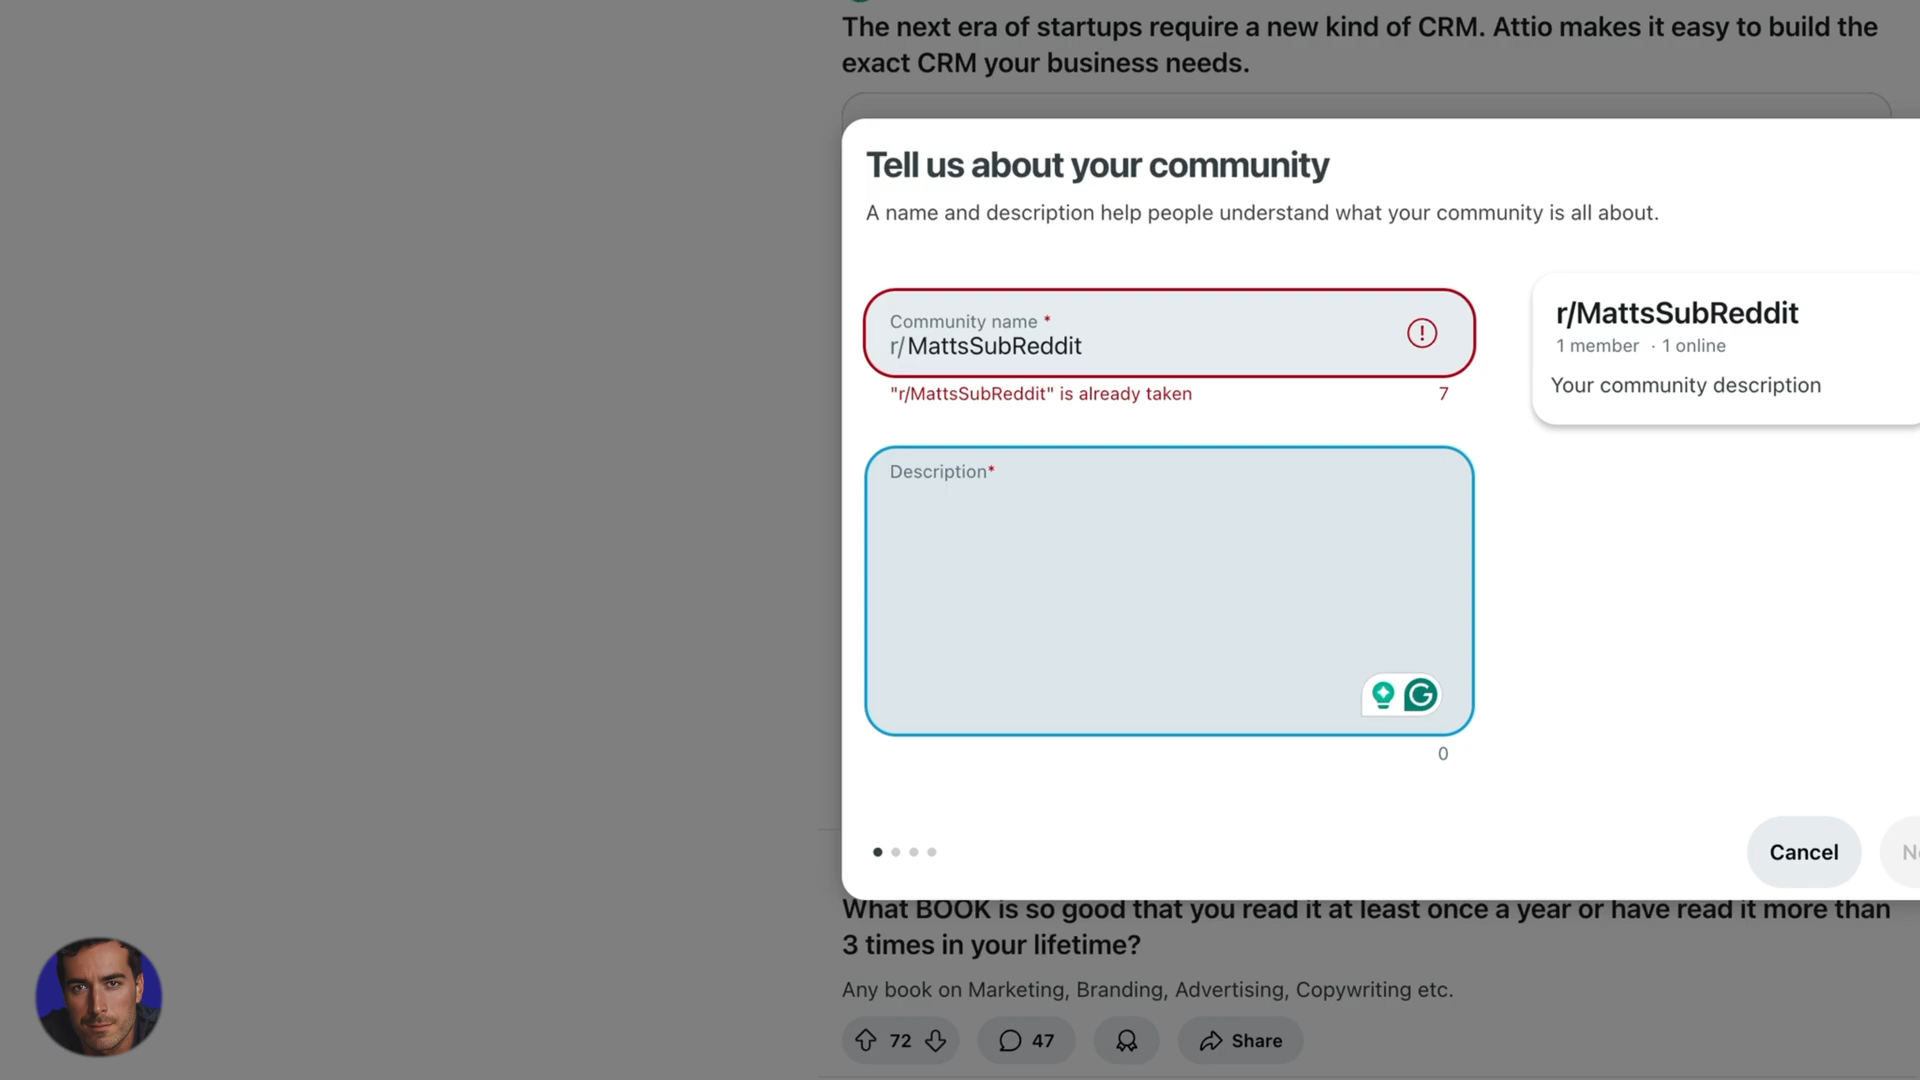 The next era of startups require a new kind of CRM. Attio makes it easy to build the
exact CRM your business needs.
Tell us about your community
A name and description help people understand what your community is all about.
Community name *
r/MattsSubReddit
"r/MattsSubReddit" is already taken
7
r/MattsSubReddit
1 member · 1 online
Your community description
Description*
0
Cancel
What BOOK is so good that you read it at least once a year or have read it more than
3 times in your lifetime?
Any book on Marketing, Branding, Advertising, Copywriting etc.
72
47
Share